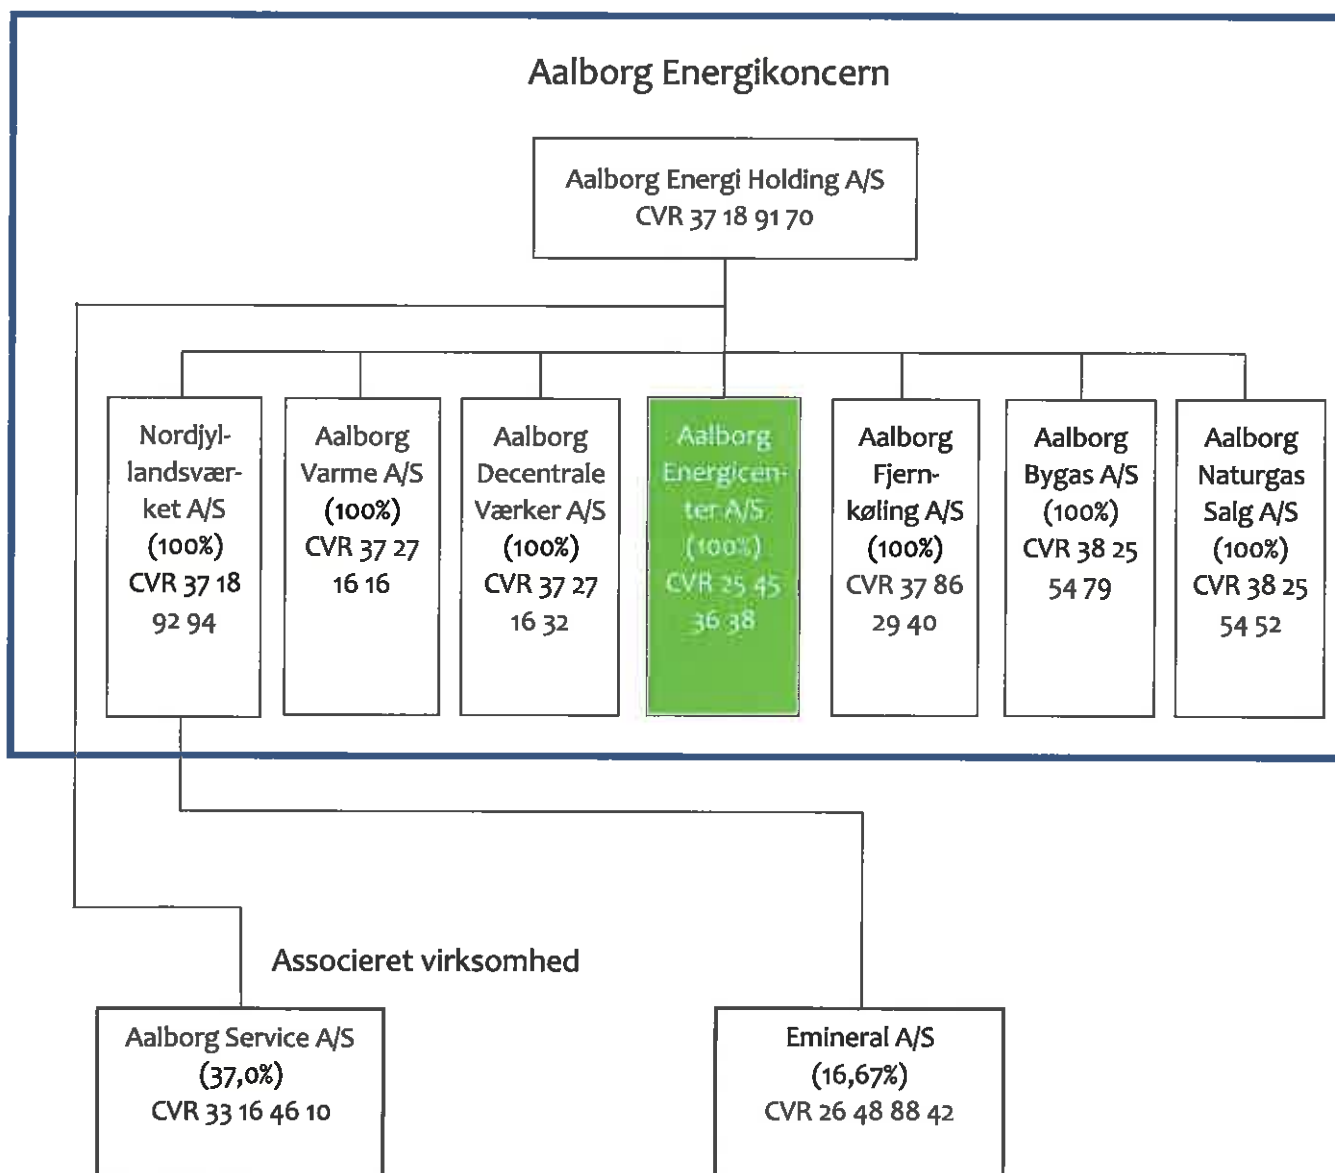 Aalborg Energikoncern
Aalborg Energi Holding A/S
CVR 37 18 91 70
Nordjyl-
landsvær-
ket A/S
(100%)
CVR 37 18
92 94
Aalborg
Varme A/S
(100%)
CVR 37 27
16 16
Aalborg
Decentrale
Værker A/S
(100%)
CVR 37 27
16 32
Aalborg
Energicen-
ter A/S
(100%)
CVR 25 45
36 38
Aalborg
Fjern-
køling A/S
(100%)
CVR 37 86
29 40
Aalborg
Bygas A/S
(100%)
CVR 38 25
54 79
Aalborg
Naturgas
Salg A/S
(100%)
CVR 38 25
54 52
Associeret virksomhed
Aalborg Service A/S
(37,0%)
CVR 33 16 46 10
Emineral A/S
(16,67%)
CVR 26 48 88 42